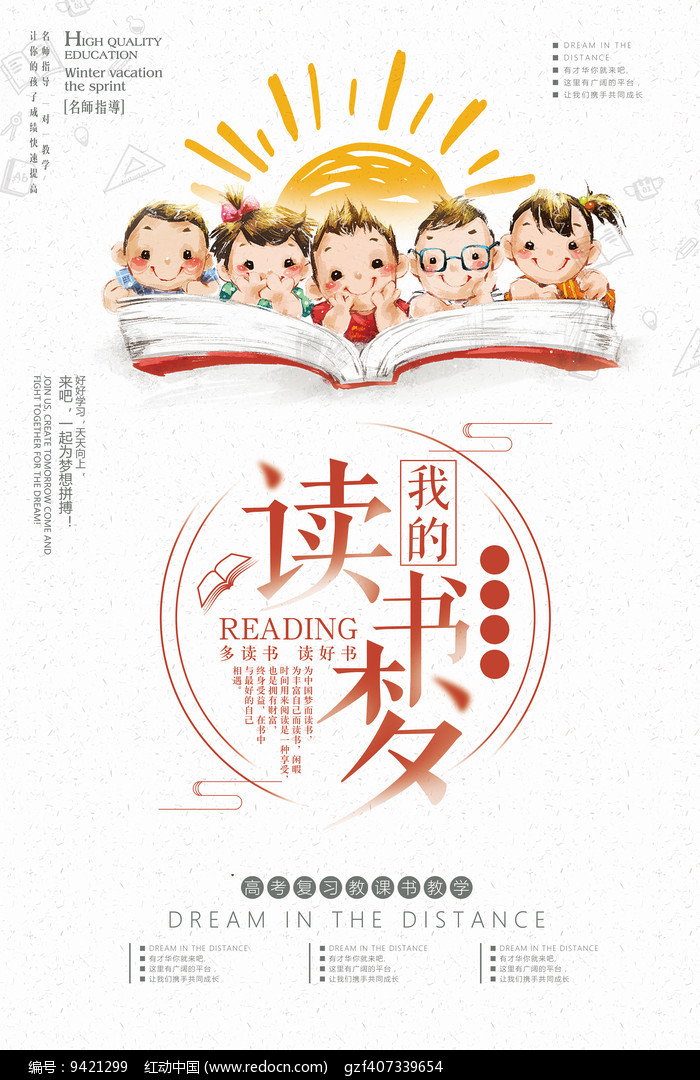 名师指导 一对一教学
让你的孩子成绩快速提高
HIGH QUALITY
EDUCATION
Winter vacation
the sprint
[名師指導]
DREAM IN THE
DISTANCE
有才华你就来吧,
这里有广阔的平台,
让我们携手共同成长
好好学习,天天向上,
来吧,一起为梦想拼搏!
JOIN US, CREATE TOMORROW COME AND
FIGHT TOGETHER FOR THE DREAM!
我的
读书梦
READING
多读书 读好书
为中国梦而读书,
为丰富自己而读书,闲暇
时间用来阅读是一种享受,
也是拥有财富,
终身受益,在书中
与最好的自己
相遇。
高考复习教课书教学
DREAM IN THE DISTANCE
DREAM IN THE DISTANCE
有才华你就来吧,
这里有广阔的平台,
让我们携手共同成长
DREAM IN THE DISTANCE
有才华你就来吧,
这里有广阔的平台,
让我们携手共同成长
DREAM IN THE DISTANCE
有才华你就来吧,
这里有广阔的平台,
让我们携手共同成长
编号:9421299 红动中国 (www.redocn.com) gzf407339654